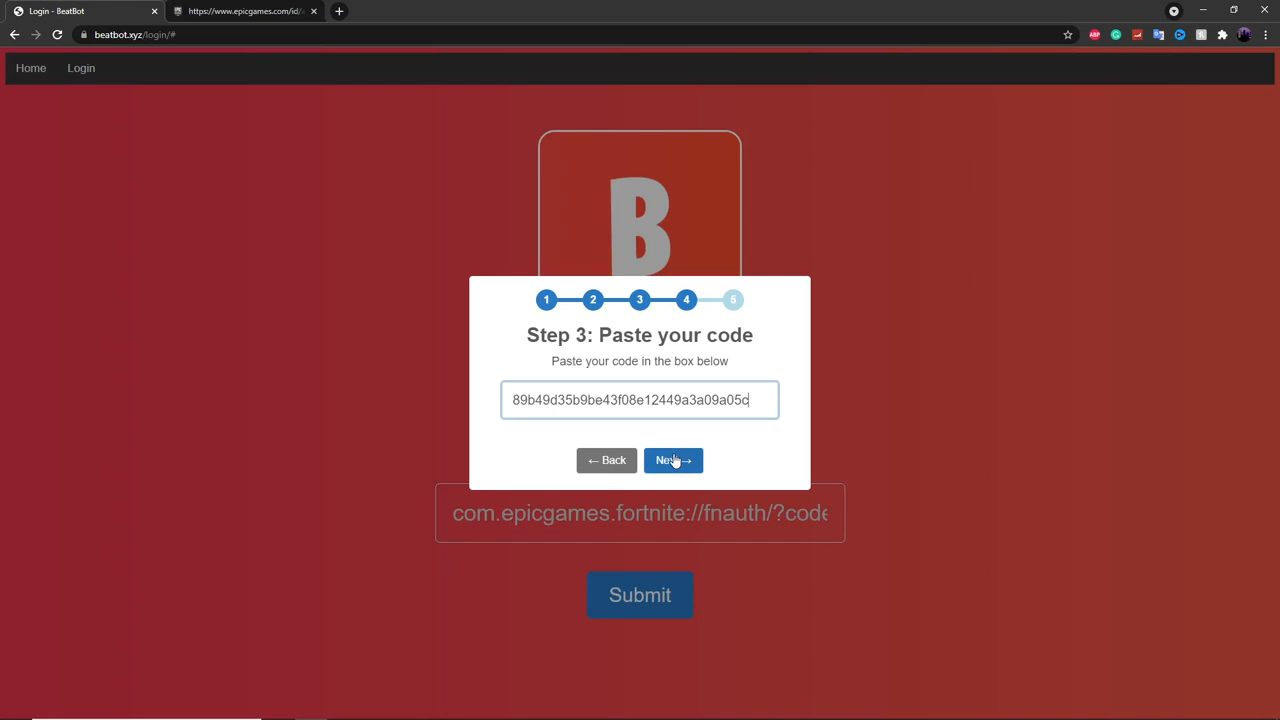 Login - BeatBot
https://www.epicgames.com/id/
beatbot.xyz/login/#
ABP
Home
Login
B
1 2 3 4 5
Step 3: Paste your code
Paste your code in the box below
89b49d35b9be43f08e12449a3a09a05c
← Back
→
com.epicgames.fortnite://fnauth/?code
Submit